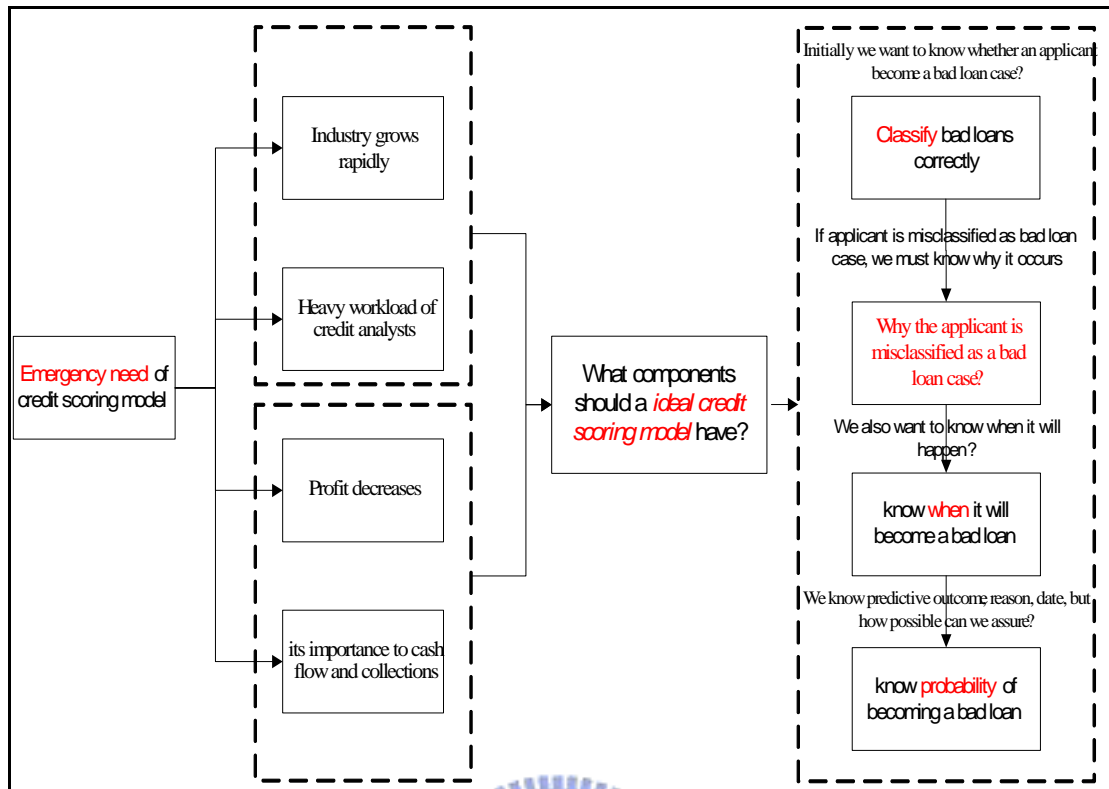 Emergency need of
credit scoring model
Industry grows
rapidly
Heavy workload of
credit analysts
Profit decreases
its importance to cash
flow and collections
What components
should a ideal credit
scoring model have?
Initially we want to know whether an applicant
become a bad loan case?
Classify bad loans
correctly
If applicant is misclassified as bad loan
case, we must know why it occurs
Why the applicant is
misclassified as a bad
loan case?
We also want to know when it will
happen?
know when it will
become a bad loan
We know predictive outcome, reason, date, but
how possible can we assure?
know probability of
becoming a bad loan